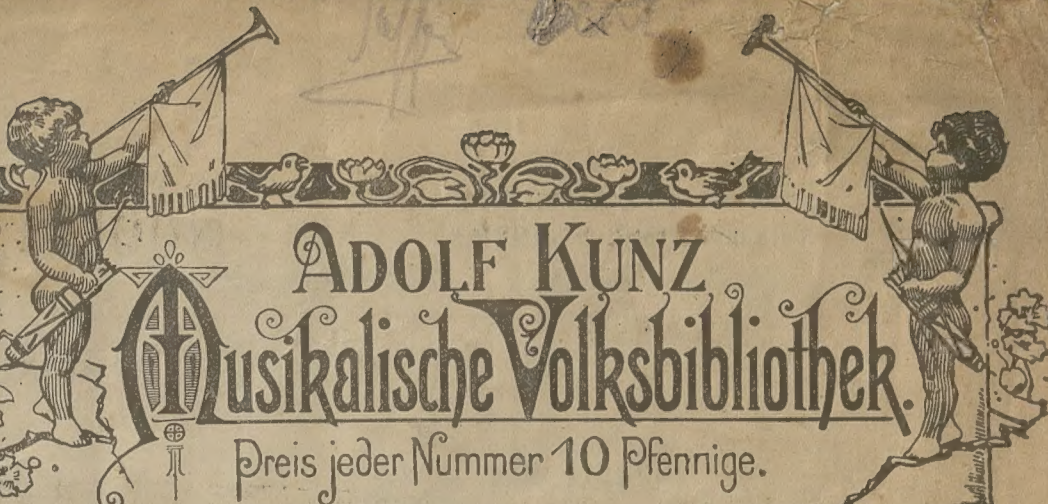 ADOLF KUNZ
Musikalische Volksbibliothek.
Preis jeder Nummer 10 Pfennige.